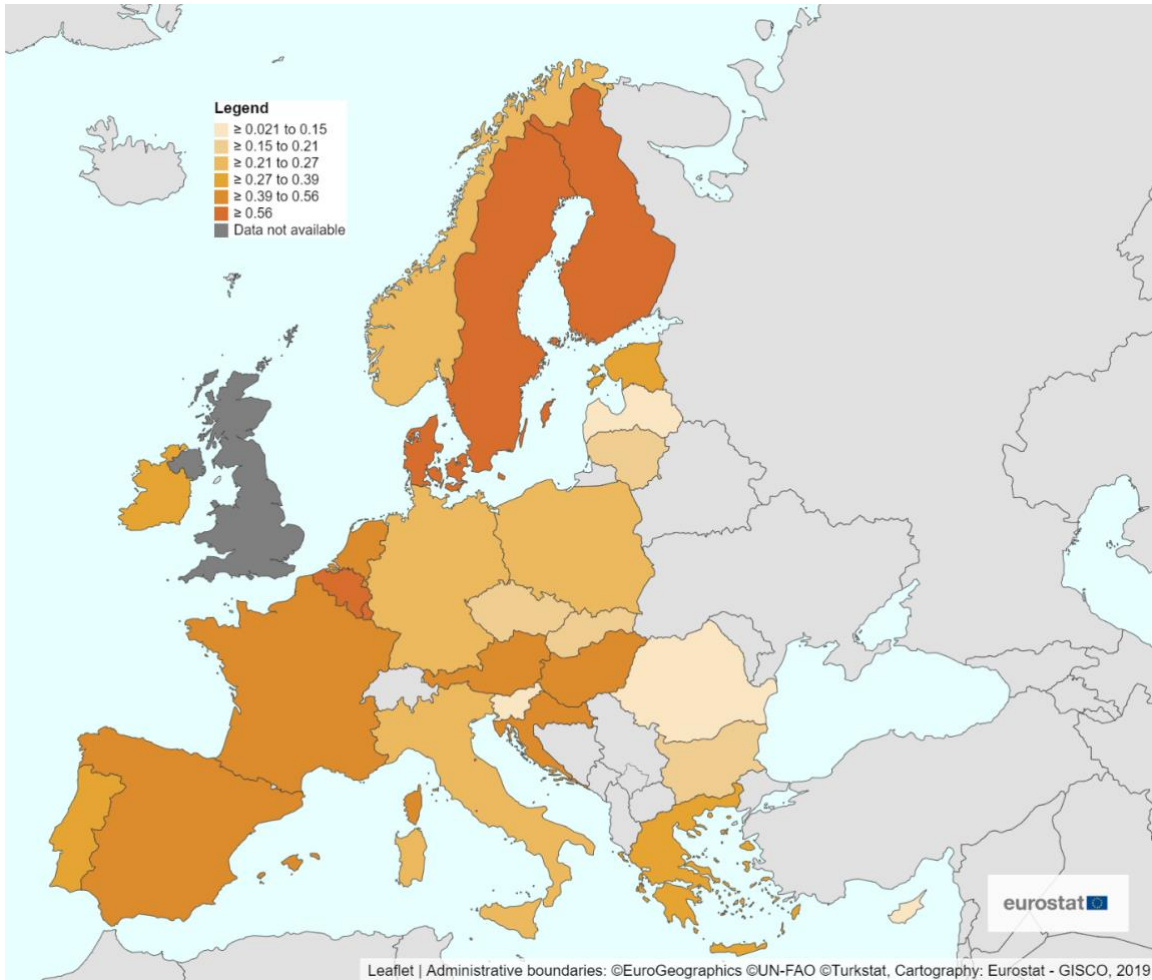 Legend
≥ 0.021 to 0.15
≥ 0.15 to 0.21
≥ 0.21 to 0.27
≥ 0.27 to 0.39
≥ 0.39 to 0.56
≥ 0.56
Data not available
eurostat
Leaflet | Administrative boundaries: ©EuroGeographics ©UN-FAO ©Turkstat, Cartography: Eurostat - GISCO, 2019